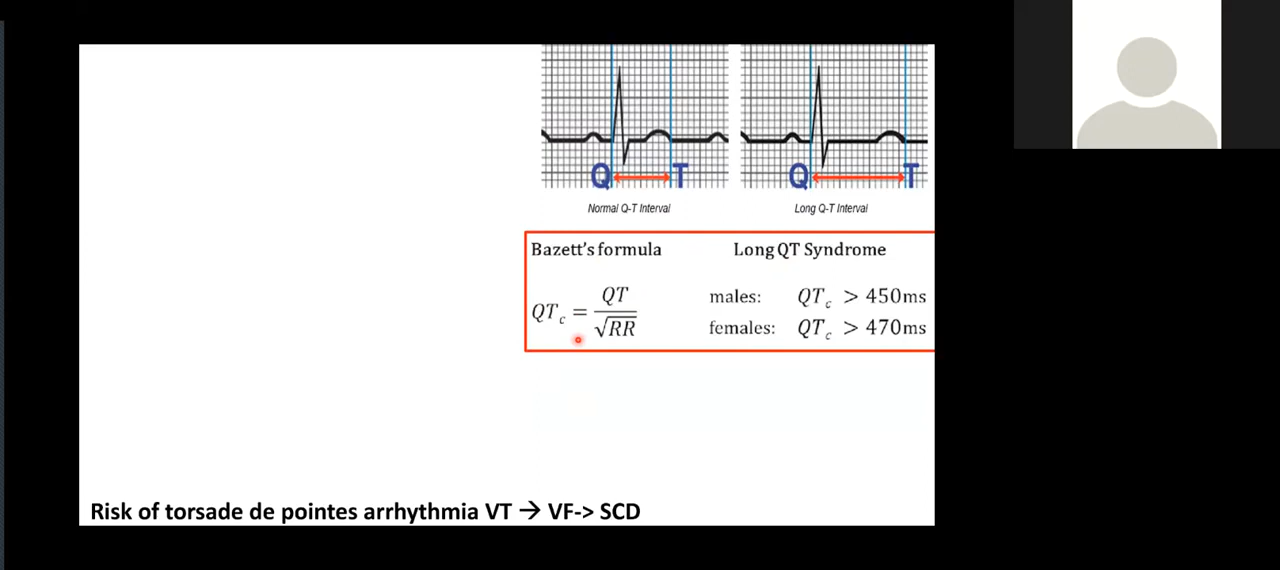 Q T
Q T
Normal Q-T Interval
Long Q-T Interval
Bazett's formula
Long QT Syndrome
QTc = QT / √RR
males: QTc > 450ms
females: QTc > 470ms
Risk of torsade de pointes arrhythmia VT → VF-> SCD